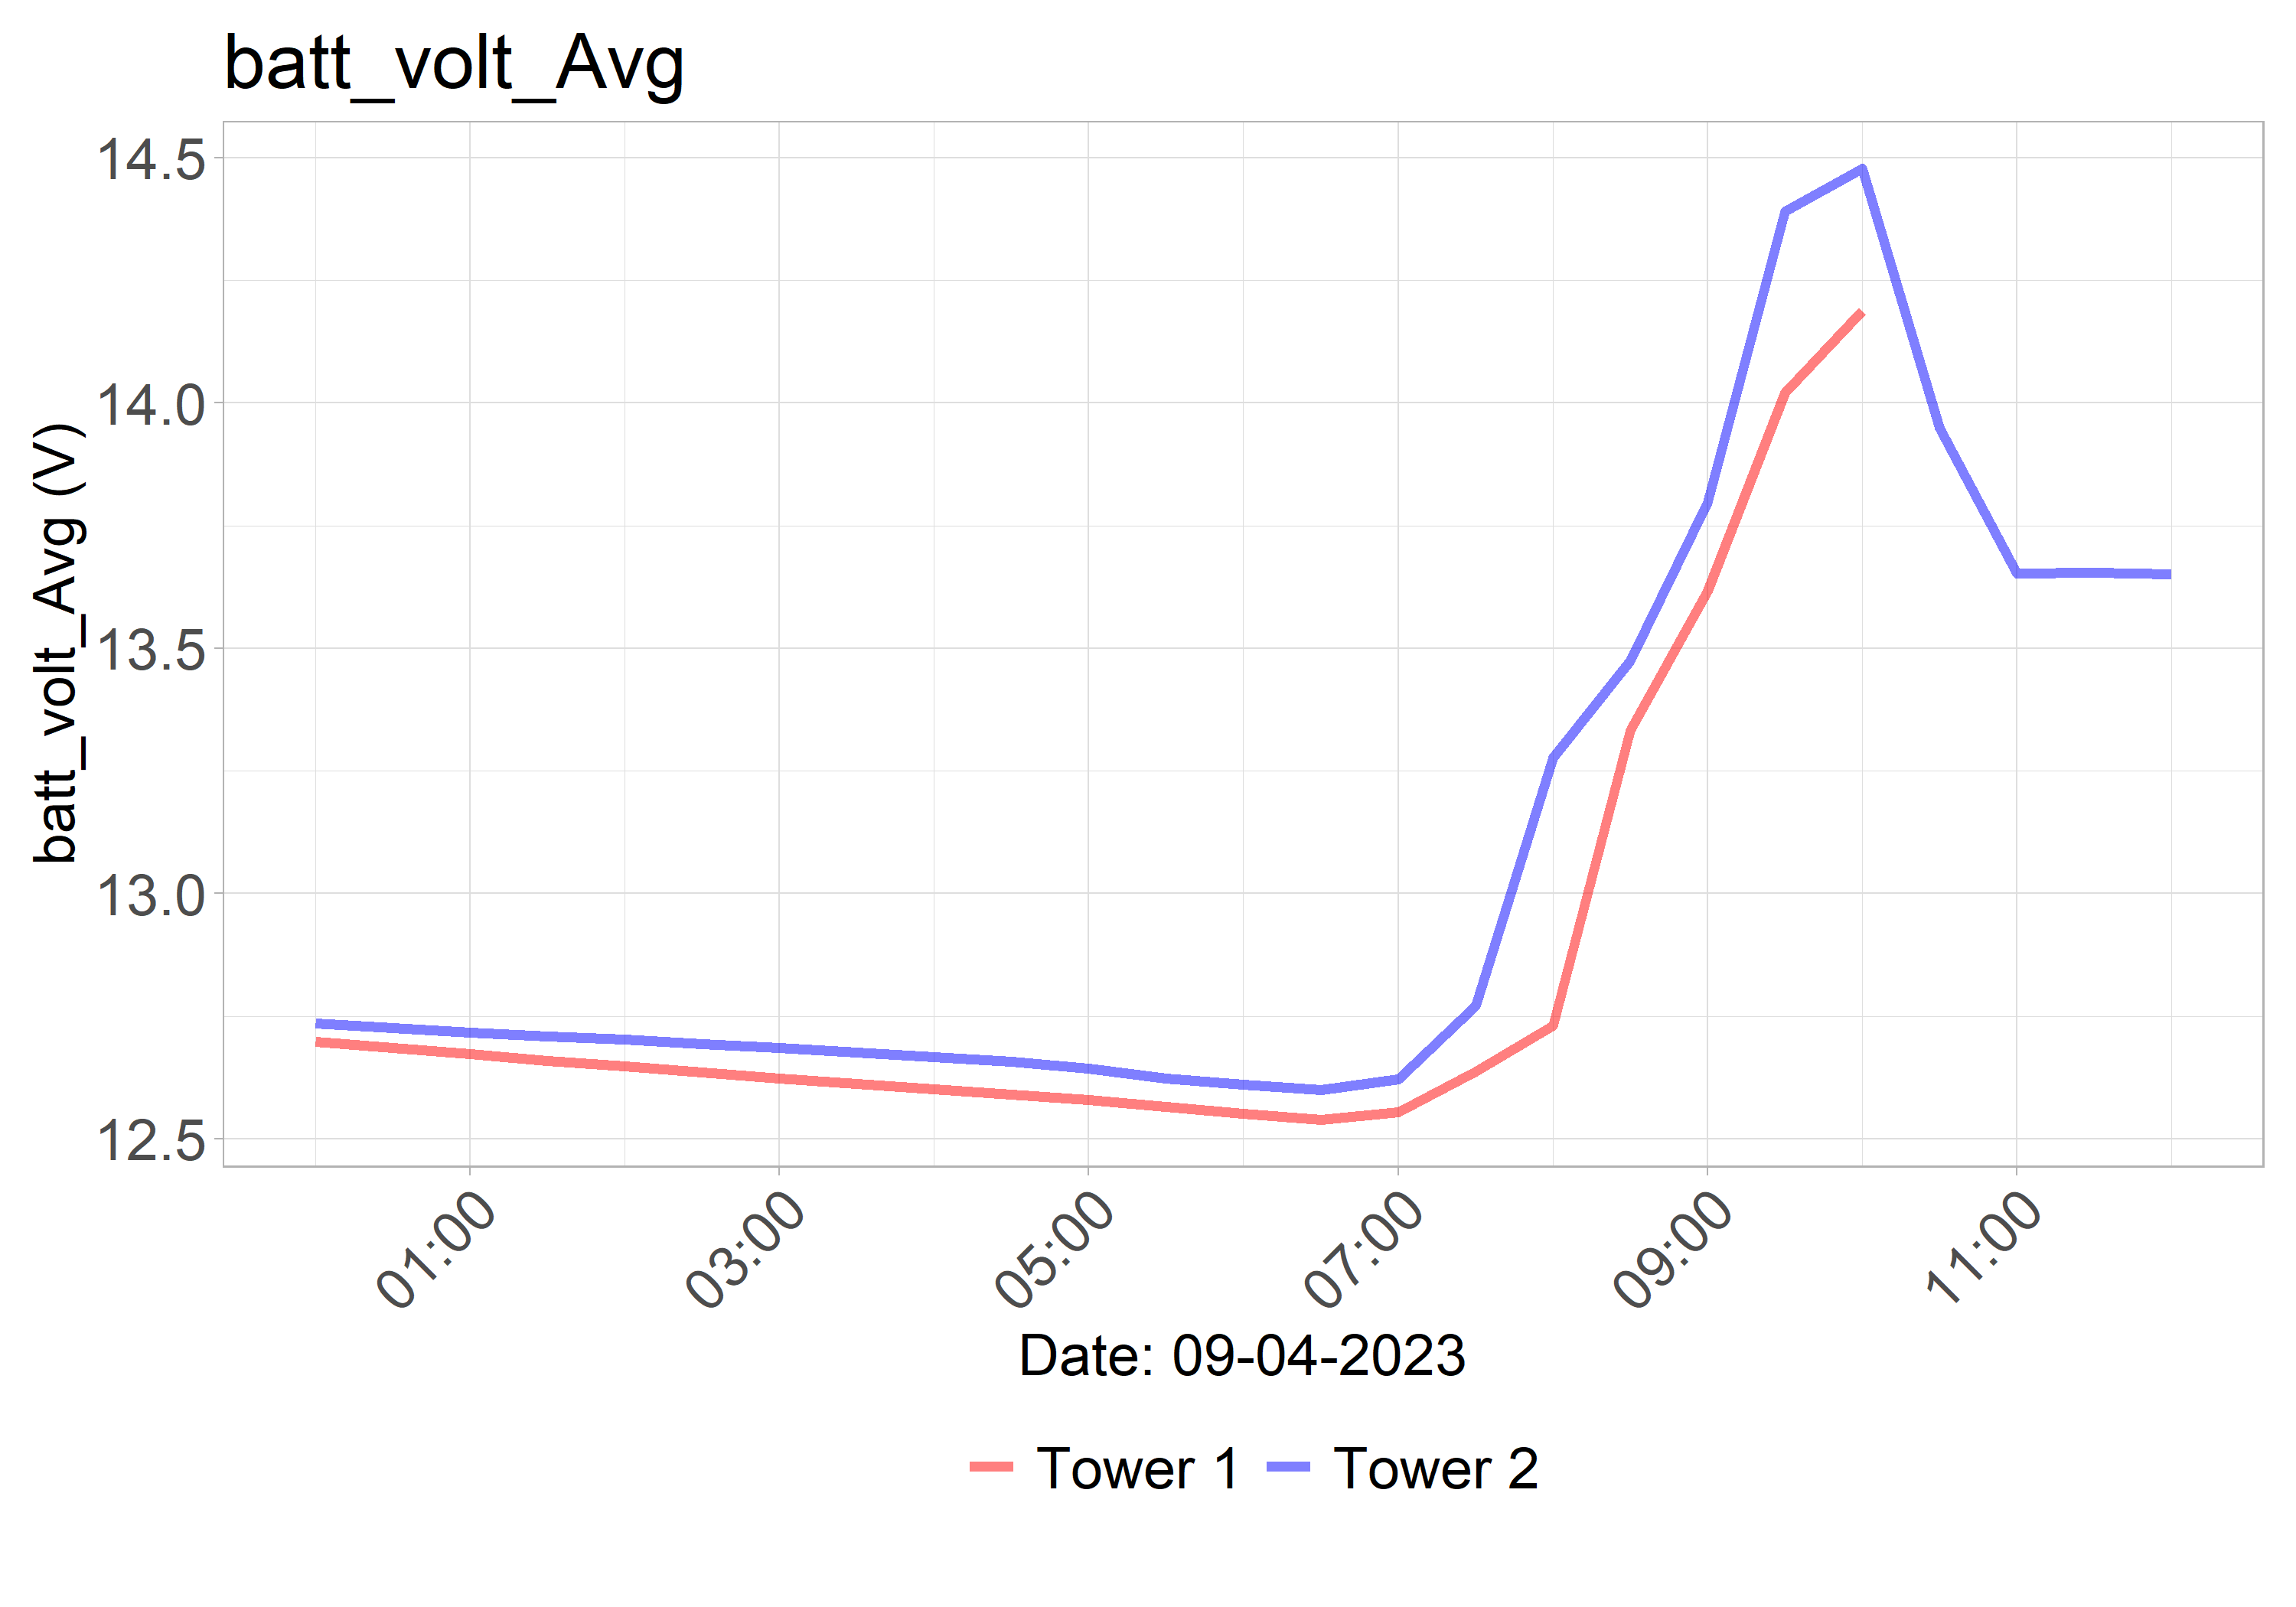 batt_volt_Avg
14.5
14.0
13.5
13.0
12.5
batt_volt_Avg (V)
01:00 03:00 05:00 07:00 09:00 11:00
Date: 09-04-2023
Tower 1 Tower 2